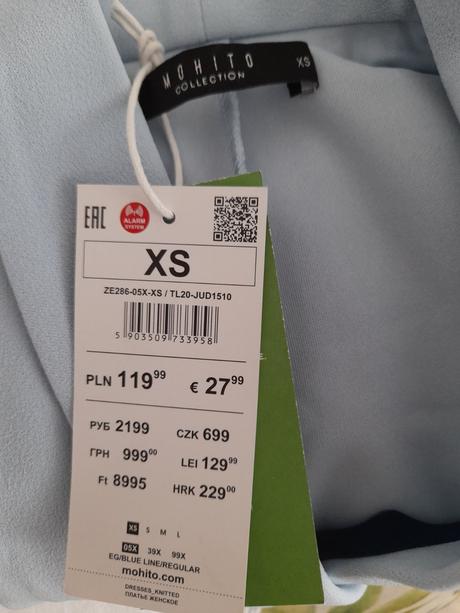 MOHITO
COLLECTION
XS
EAC
ALARM
SYSTEM
XS
ZE286-05X-XS / TL20-JUD1510
5 903509 733958
PLN 119 99
€ 27 99
РУБ 2199
CZK 699
ГРН 999 00
LEI 129 99
Ft 8995
HRK 229 00
XS S M L
05X 39X 99X
EG/BLUE LINE/REGULAR
mohito.com
DRESSES_KNITTED
ПЛАТЬЕ ЖЕНСКОЕ